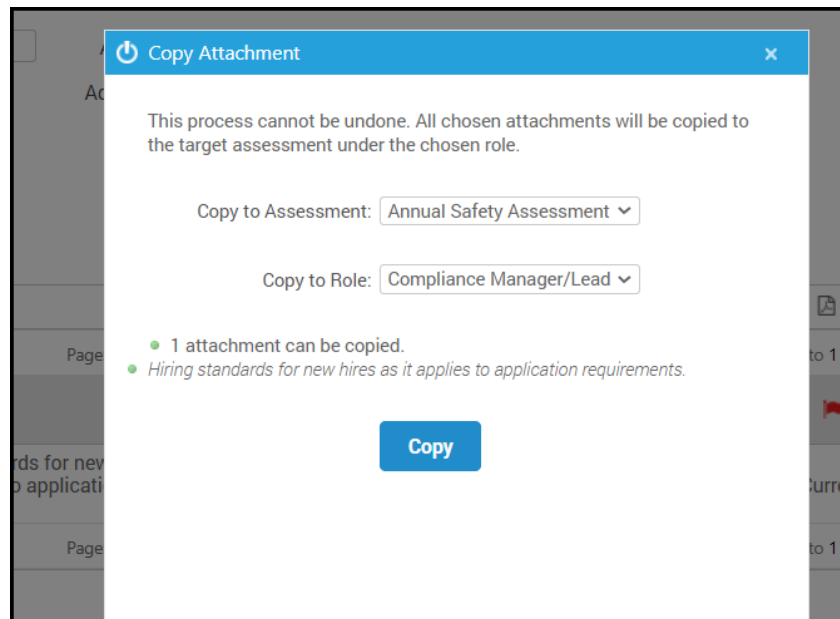 Copy Attachment
×
Ac
This process cannot be undone. All chosen attachments will be copied to
the target assessment under the chosen role.
Copy to Assessment: Annual Safety Assessment
Copy to Role: Compliance Manager/Lead
1 attachment can be copied.
Page
to 1
Hiring standards for new hires as it applies to application requirements.
Copy
rds for new
o applicati
Curre
Page
to 1